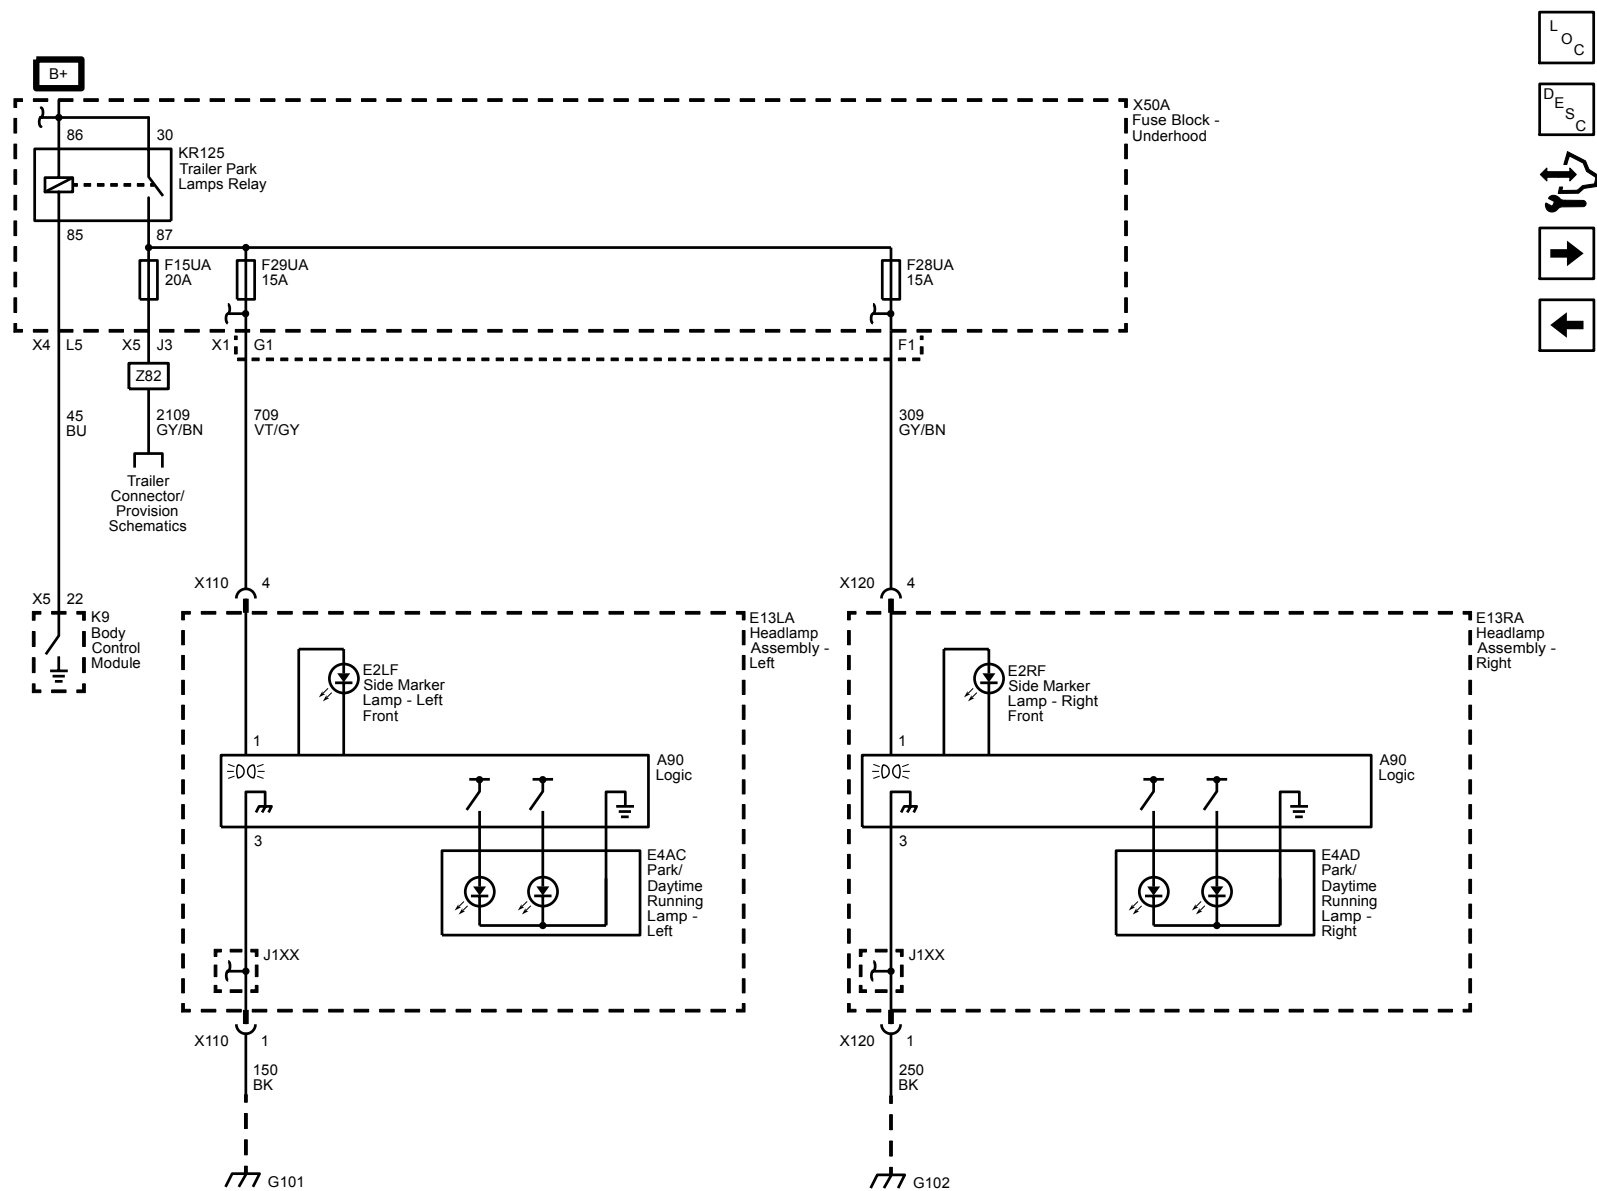 L
O
C
B+
D
E
S
C
X50A
Fuse Block -
Underhood
86
30
KR125
Trailer Park
Lamps Relay
85
87
F15UA
20A
F29UA
15A
F28UA
15A
X4
L5
X5
J3
X1
G1
F1
Z82
45
BU
2109
GY/BN
709
VT/GY
309
GY/BN
Trailer
Connector/
Provision
Schematics
X110
4
X120
4
X5
22
K9
Body
Control
Module
E13LA
Headlamp
Assembly -
Left
E13RA
Headlamp
Assembly -
Right
E2LF
Side Marker
Lamp - Left
Front
E2RF
Side Marker
Lamp - Right
Front
1
1
A90
Logic
A90
Logic
3
3
E4AC
Park/
Daytime
Running
Lamp -
Left
E4AD
Park/
Daytime
Running
Lamp -
Right
J1XX
J1XX
X110
1
X120
1
150
BK
250
BK
G101
G102